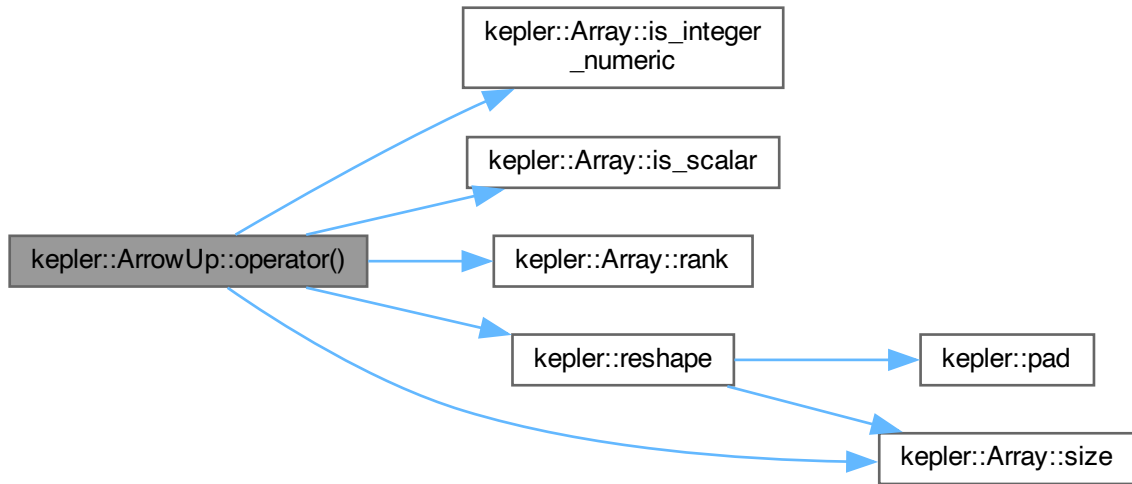 kepler::Array::is_integer
_numeric
kepler::Array::is_scalar
kepler::ArrowUp::operator()
kepler::Array::rank
kepler::reshape
kepler::pad
kepler::Array::size